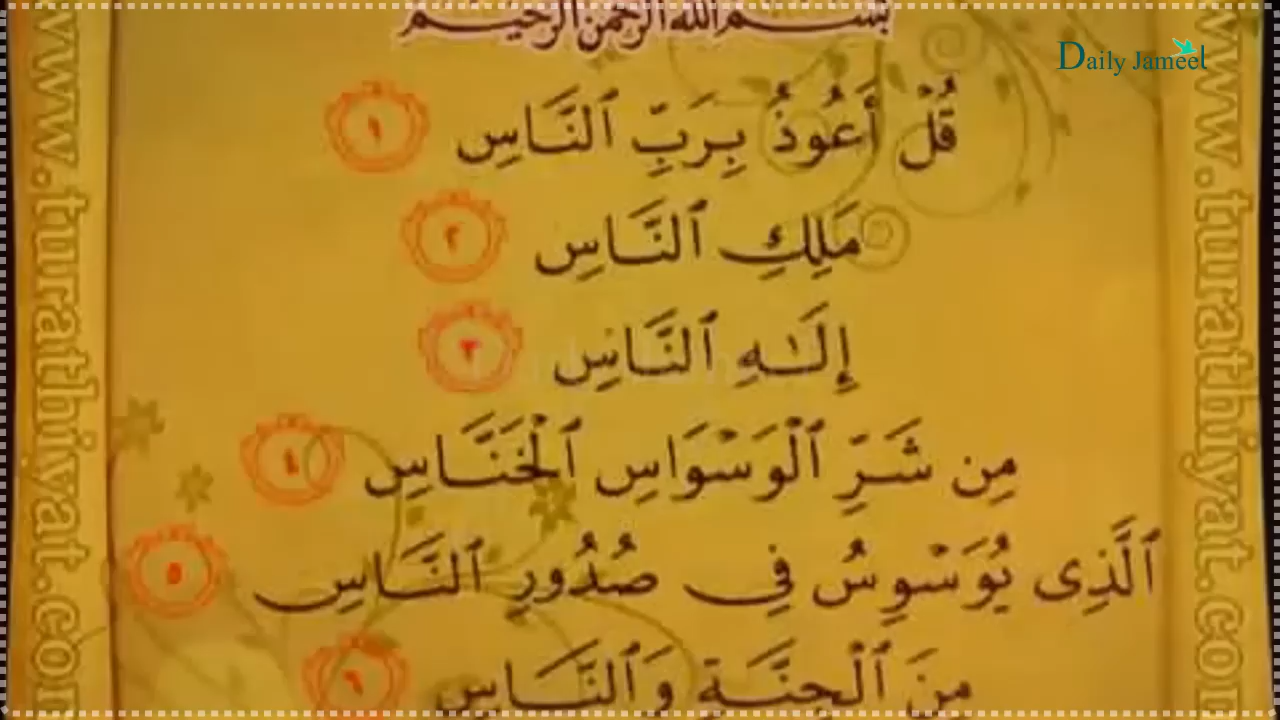 بسم الله الرحمن الرحيم
Daily Jameel
قُلْ أَعُوذُ بِرَبِّ ٱلنَّاسِ ١
مَلِكِ ٱلنَّاسِ ٢
إِلَـٰهِ ٱلنَّاسِ ٣
مِن شَرِّ ٱلْوَسْوَاسِ ٱلْخَنَّاسِ ٤
ٱلَّذِى يُوَسْوِسُ فِى صُدُورِ ٱلنَّاسِ ٥
مِنَ ٱلْجِنَّةِ وَٱلنَّاسِ ٦
www.turathiyat.com
www.turathiyat.com